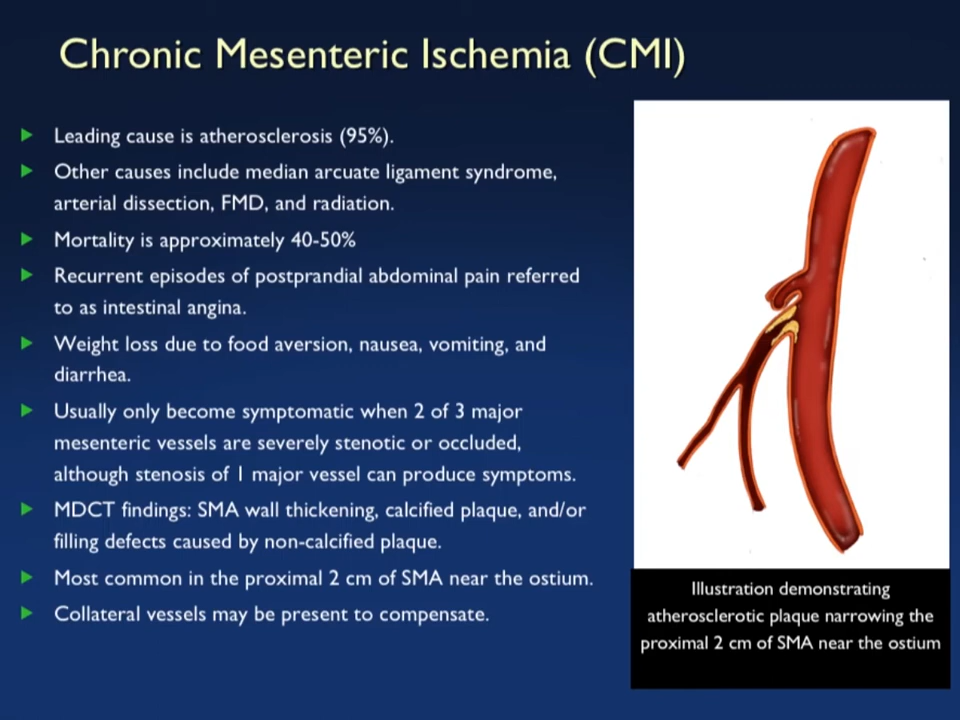 Chronic Mesenteric Ischemia (CMI)
Leading cause is atherosclerosis (95%).
Other causes include median arcuate ligament syndrome,
arterial dissection, FMD, and radiation.
Mortality is approximately 40-50%
Recurrent episodes of postprandial abdominal pain referred
to as intestinal angina.
Weight loss due to food aversion, nausea, vomiting, and
diarrhea.
Usually only become symptomatic when 2 of 3 major
mesenteric vessels are severely stenotic or occluded,
although stenosis of 1 major vessel can produce symptoms.
MDCT findings: SMA wall thickening, calcified plaque, and/or
filling defects caused by non-calcified plaque.
Most common in the proximal 2 cm of SMA near the ostium.
Collateral vessels may be present to compensate.
Illustration demonstrating
atherosclerotic plaque narrowing the
proximal 2 cm of SMA near the ostium